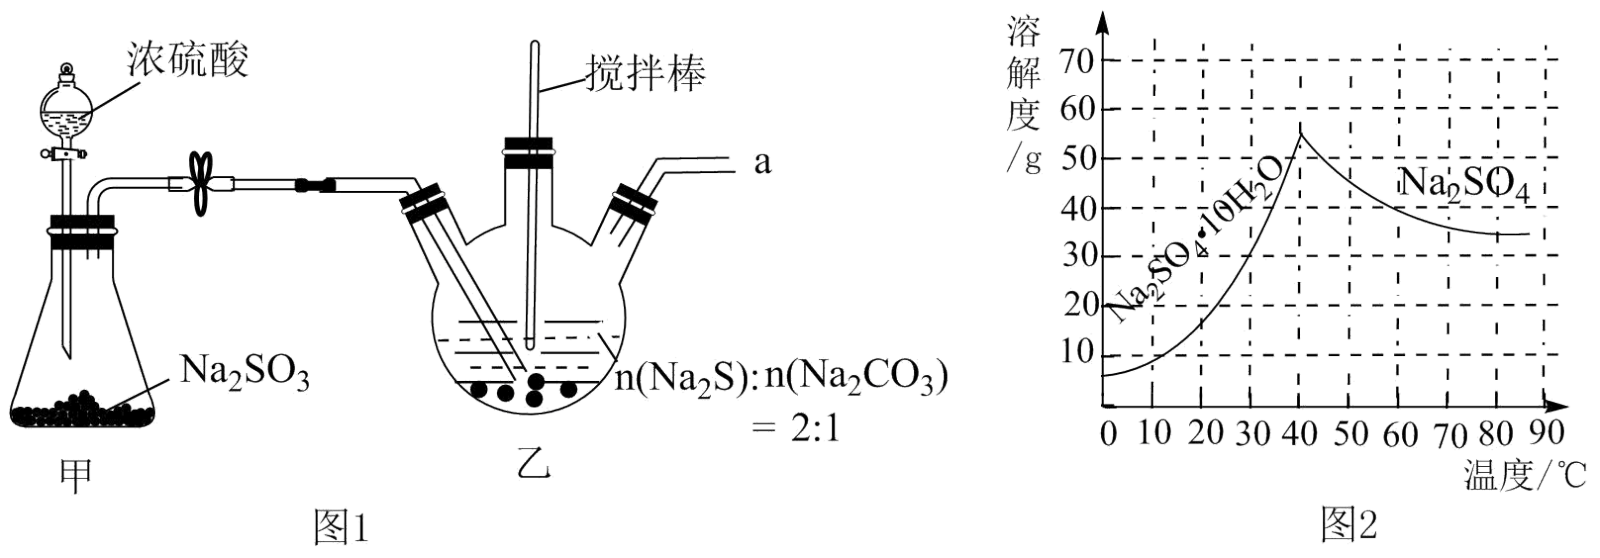 浓硫酸
搅拌棒
a
Na₂SO₃
n(Na₂S):n(Na₂CO₃)
= 2:1
甲
乙
图1
溶解度/g
70
60
50
40
30
20
10
Na₂SO₄·10H₂O
Na₂SO₄
0 10 20 30 40 50 60 70 80 90
温度/℃
图2